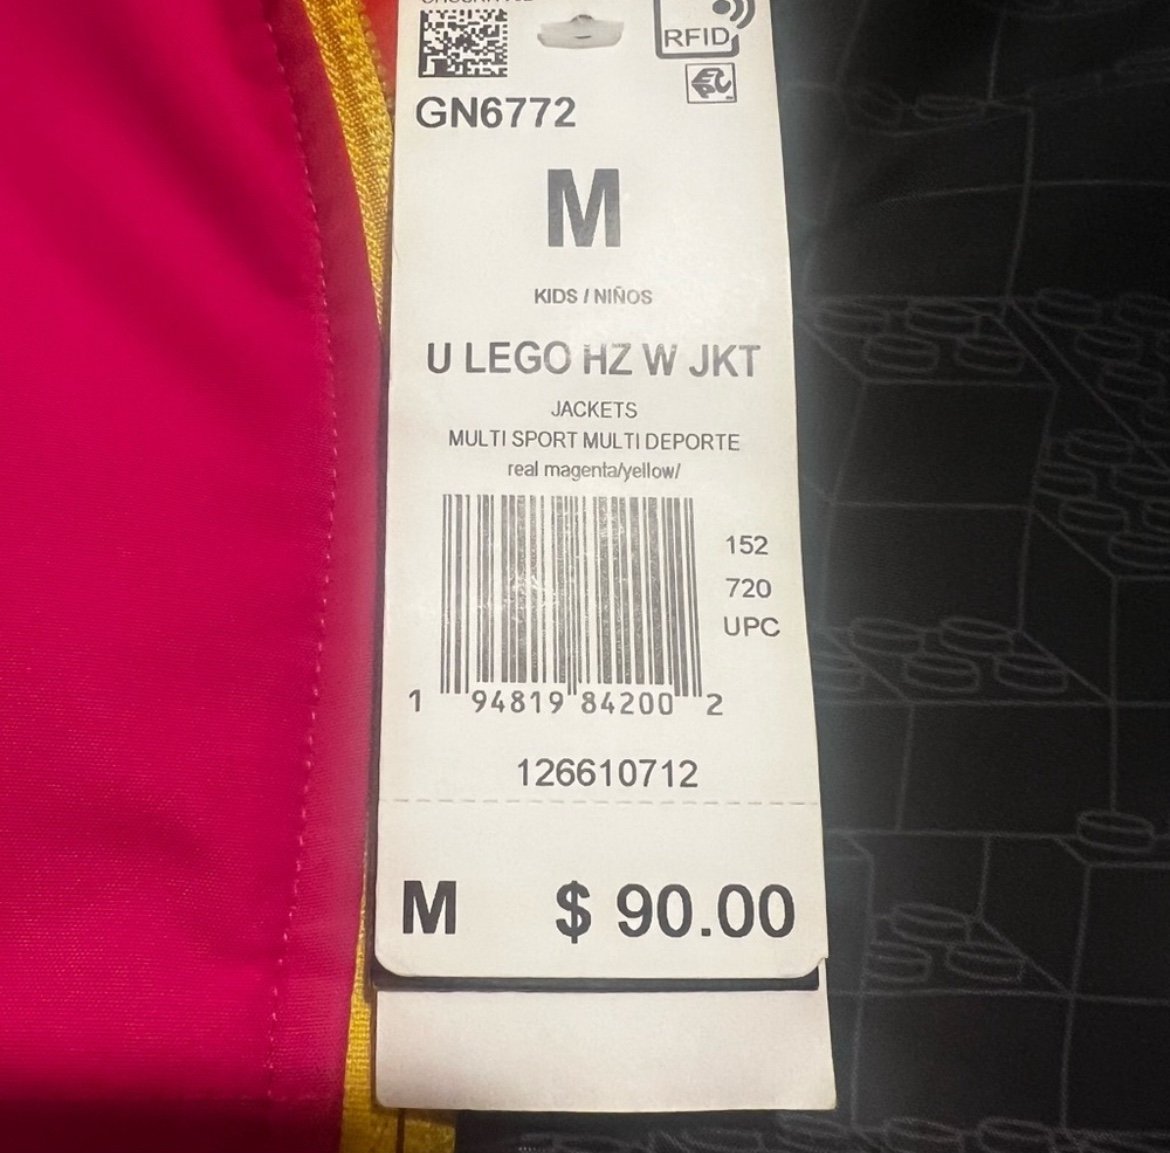 RFID
GN6772
M
KIDS / NIÑOS
U LEGO HZ W JKT
JACKETS
MULTI SPORT MULTI DEPORTE
real magenta/yellow/
152
720
UPC
1 94819 84200 2
126610712
M $ 90.00